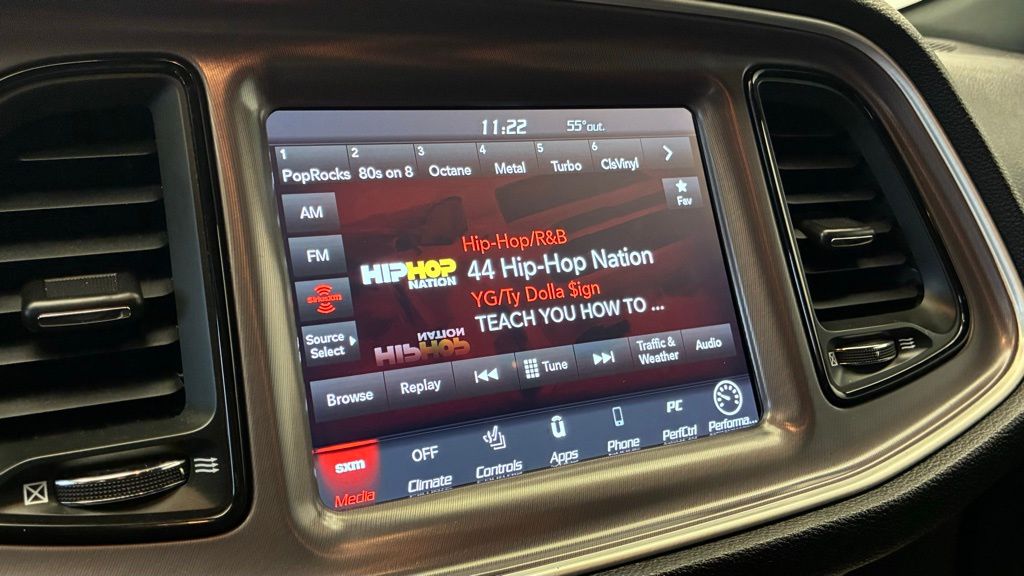 11:22 55°out.
1 2 3 4 5 6
PopRocks 80s on 8 Octane Metal Turbo ClsVinyl
AM
Fav
FM
Hip-Hop/R&B
HIPHOP NATION
44 Hip-Hop Nation
SiriusXM
YG/Ty Dolla $ign
TEACH YOU HOW TO ...
Source Select
Browse Replay Tune Traffic & Weather Audio
sxm OFF PC
Media Climate Controls Apps Phone PerfCtrl Performa...